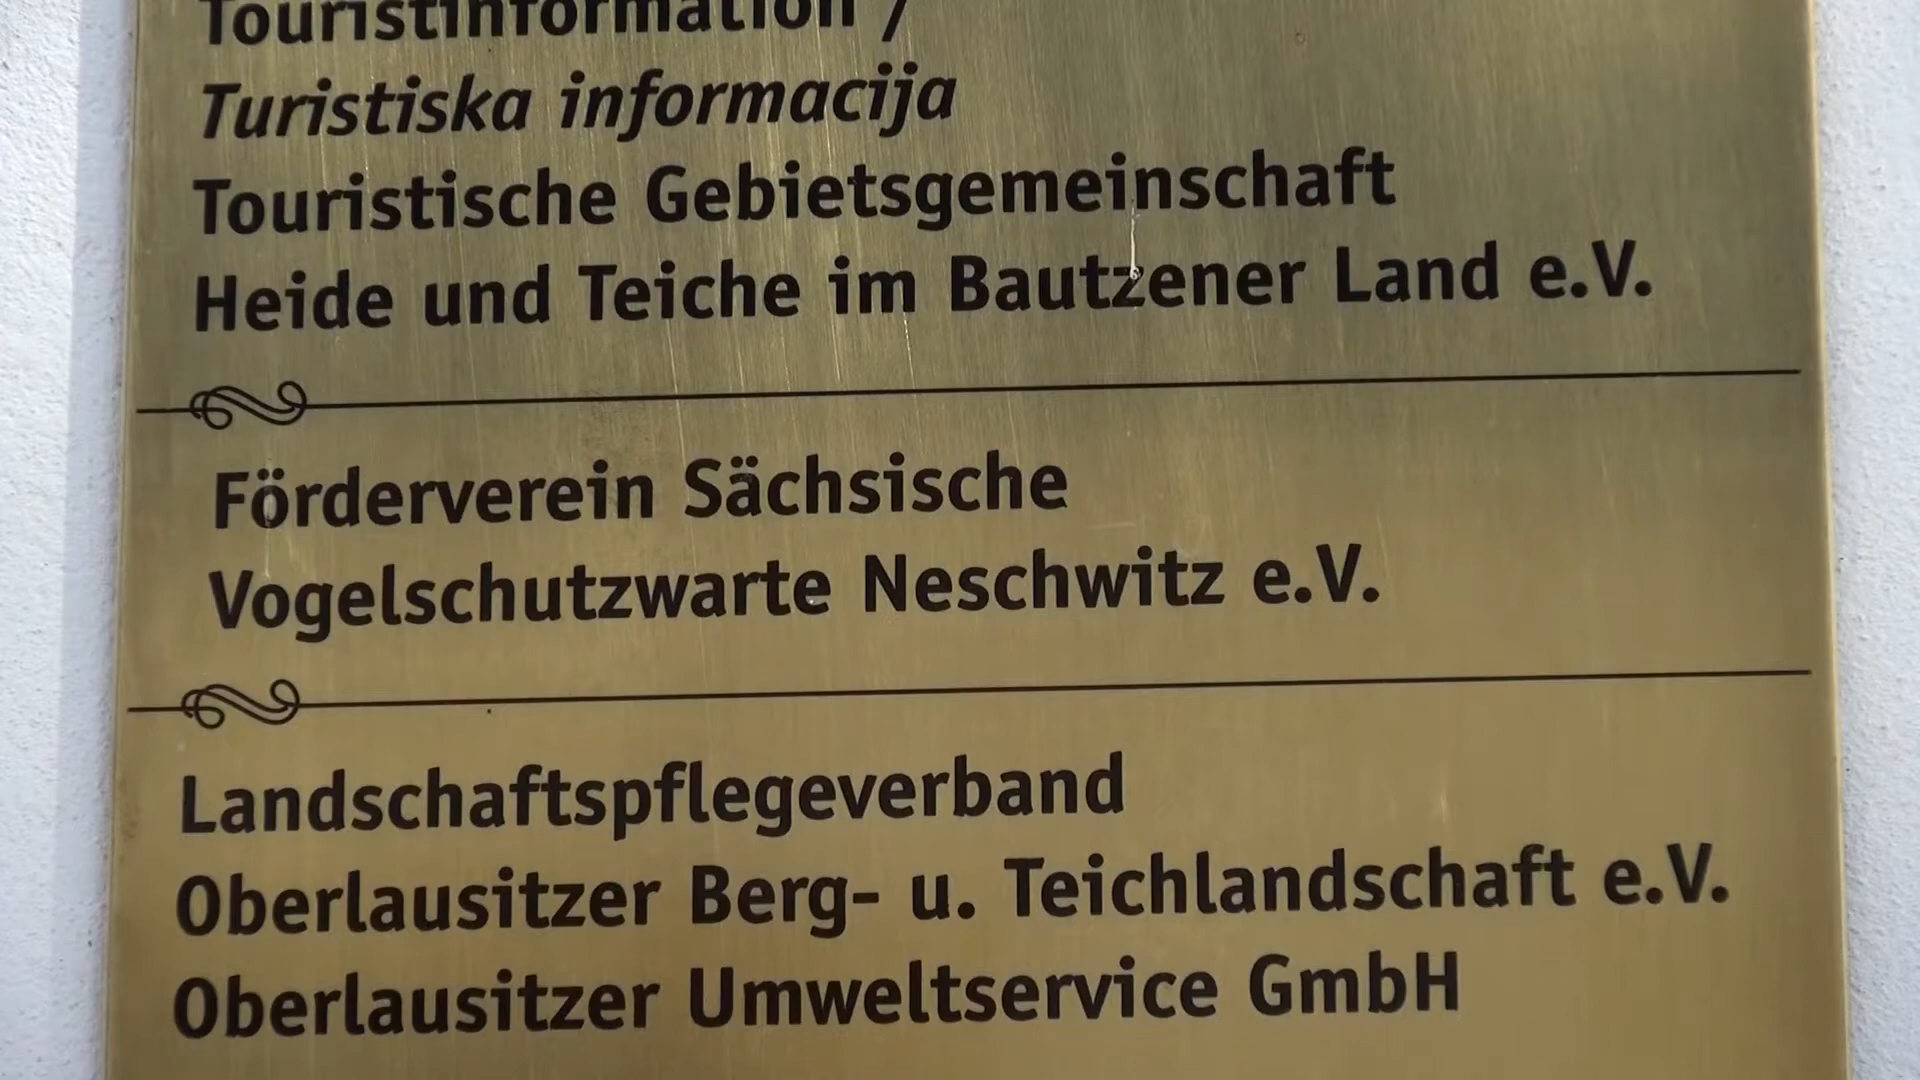 Touristinformation /
Turistiska informacija
Touristische Gebietsgemeinschaft
Heide und Teiche im Bautzener Land e.V.
Förderverein Sächsische
Vogelschutzwarte Neschwitz e.V.
Landschaftspflegeverband
Oberlausitzer Berg- u. Teichlandschaft e.V.
Oberlausitzer Umweltservice GmbH